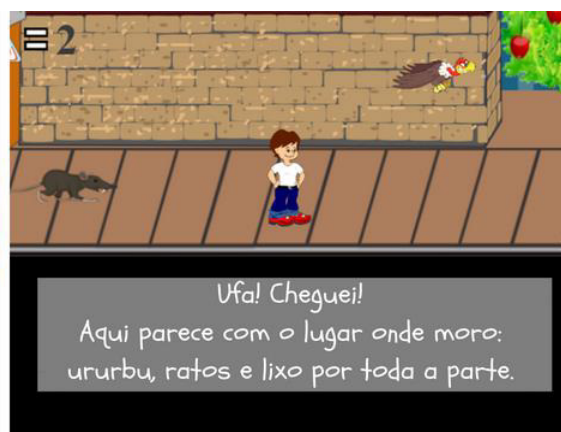 = 2
Ufa! Cheguei!
Aqui parece com o lugar onde moro:
ururbu, ratos e lixo por toda a parte.